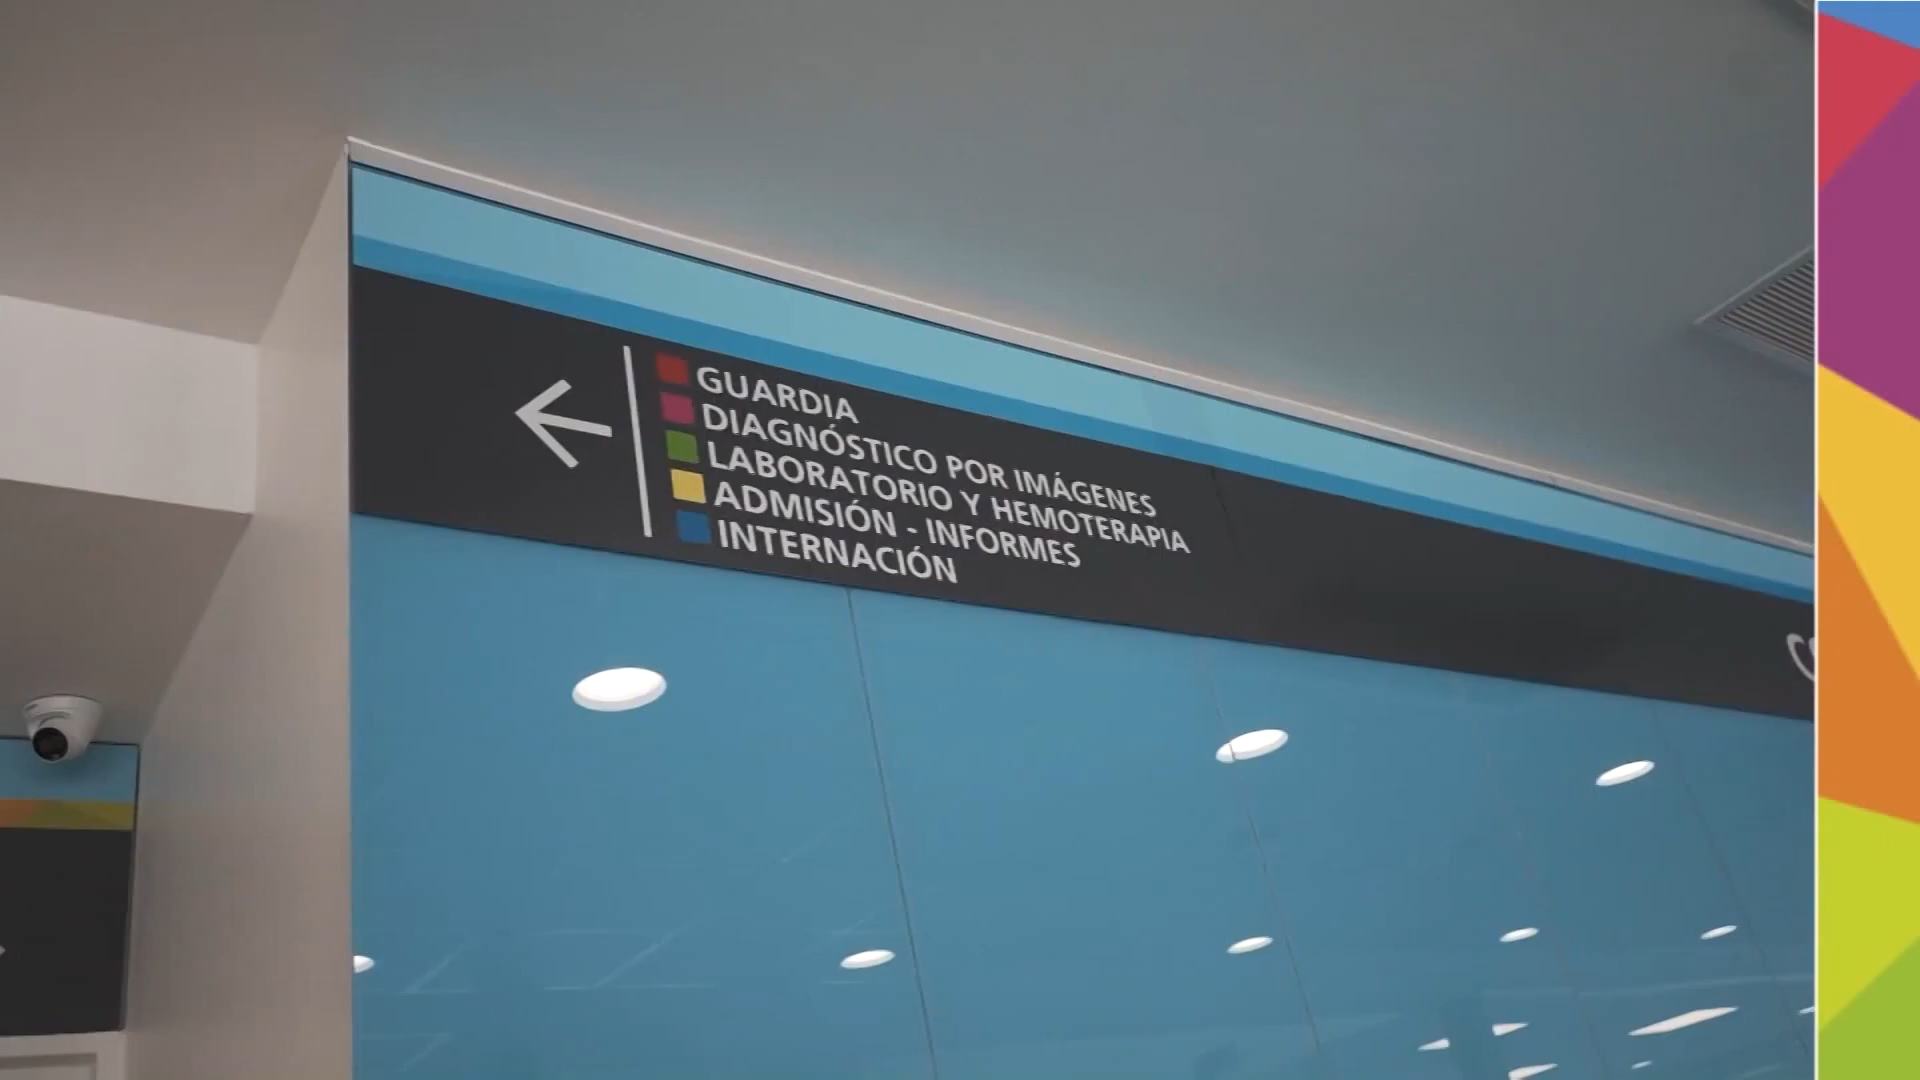 GUARDIA
DIAGNÓSTICO POR IMÁGENES
LABORATORIO Y HEMOTERAPIA
ADMISIÓN - INFORMES
INTERNACIÓN